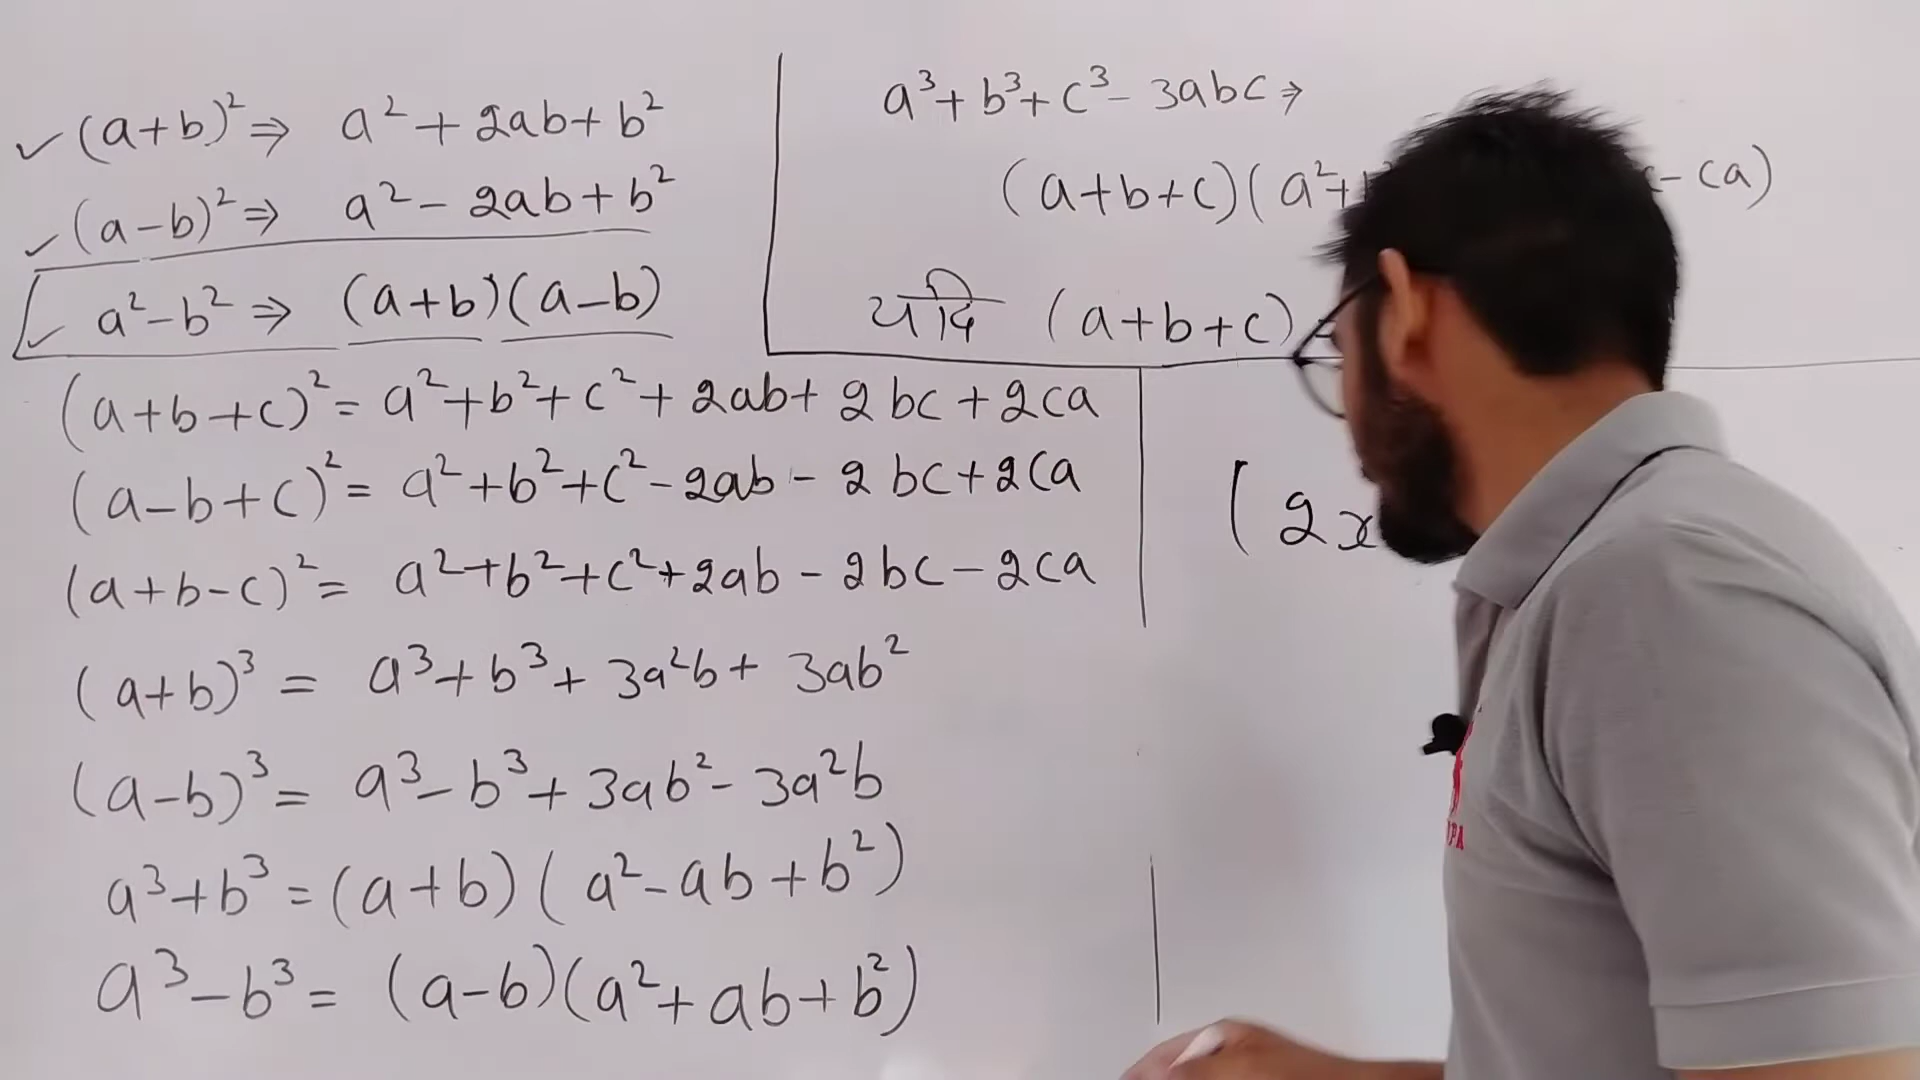 (a+b)² ⇒ a² + 2ab + b²
(a-b)² ⇒ a² - 2ab + b²
a² - b² ⇒ (a+b)(a-b)
(a+b+c)² = a² + b² + c² + 2ab + 2bc + 2ca
(a-b+c)² = a² + b² + c² - 2ab - 2bc + 2ca
(a+b-c)² = a² + b² + c² + 2ab - 2bc - 2ca
(a+b)³ = a³ + b³ + 3a²b + 3ab²
(a-b)³ = a³ - b³ + 3ab² - 3a²b
a³ + b³ = (a+b)(a² - ab + b²)
a³ - b³ = (a-b)(a² + ab + b²)
a³ + b³ + c³ - 3abc ⇒
(a+b+c)(a² + - ca)
यदि (a+b+c) =
(2x